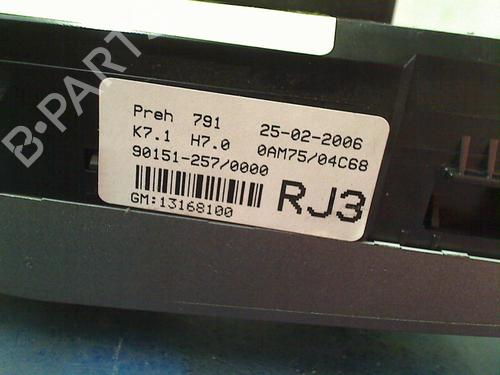 B-PARTS
Preh 791 25-02-2006
K7.1 H7.0 0AM75/04C68
90151-257/0000
GM:13168100
RJ3